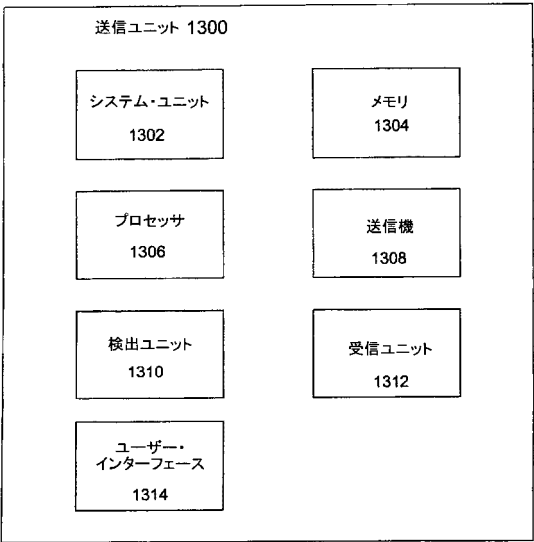 送信ユニット 1300
システム・ユニット
1302
メモリ
1304
プロセッサ
1306
送信機
1308
検出ユニット
1310
受信ユニット
1312
ユーザー・
インターフェース
1314